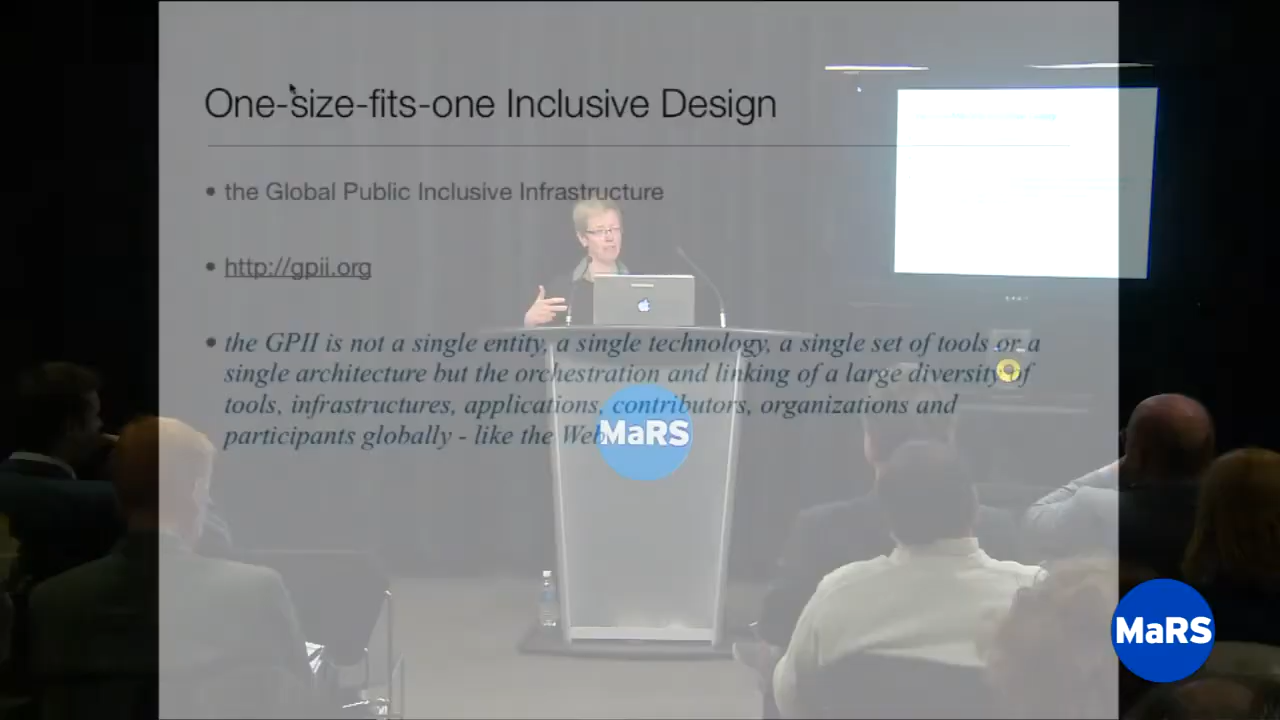 One-size-fits-one Inclusive Design
• the Global Public Inclusive Infrastructure
• http://gpii.org
• the GPII is not a single entity, a single technology, a single set of tools or a
single architecture but the orchestration and linking of a large diversity of
tools, infrastructures, applications, contributors, organizations and
participants globally - like the Web
MaRS
MaRS